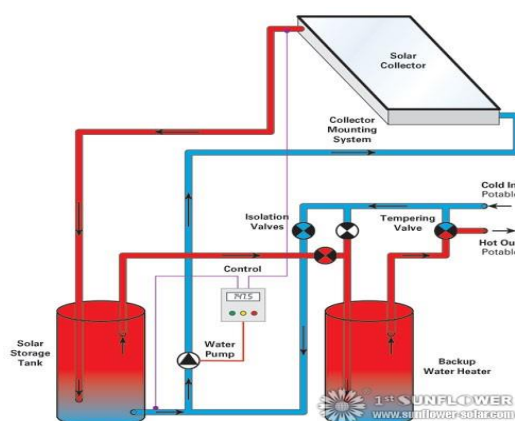 Solar
Collector
Collector
Mounting
System
Cold In
Potable
Isolation
Valves
Tempering
Valve
Hot Out
Potable
Control
Solar
Storage
Tank
Water
Pump
Backup
Water Heater
1st SUNFLOWER
www.sunflower-solar.com